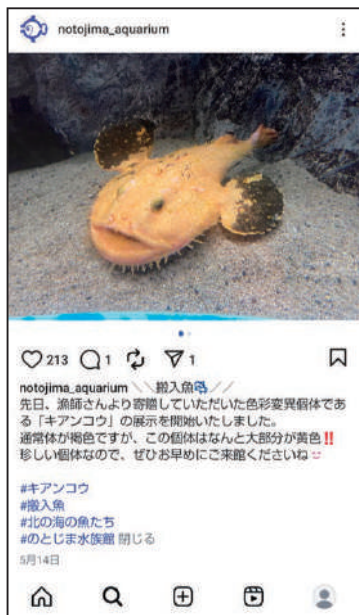 notojima_aquarium
213 1 1
notojima_aquarium ＼＼搬入魚／／
先日、漁師さんより寄贈していただいた色彩変異個体であ
る「キアンコウ」の展示を開始いたしました。
通常体が褐色ですが、この個体はなんと大部分が黄色‼
珍しい個体なので、ぜひお早めにご来館くださいね
#キアンコウ
#搬入魚
#北の海の魚たち
#のとじま水族館 閉じる
5月14日